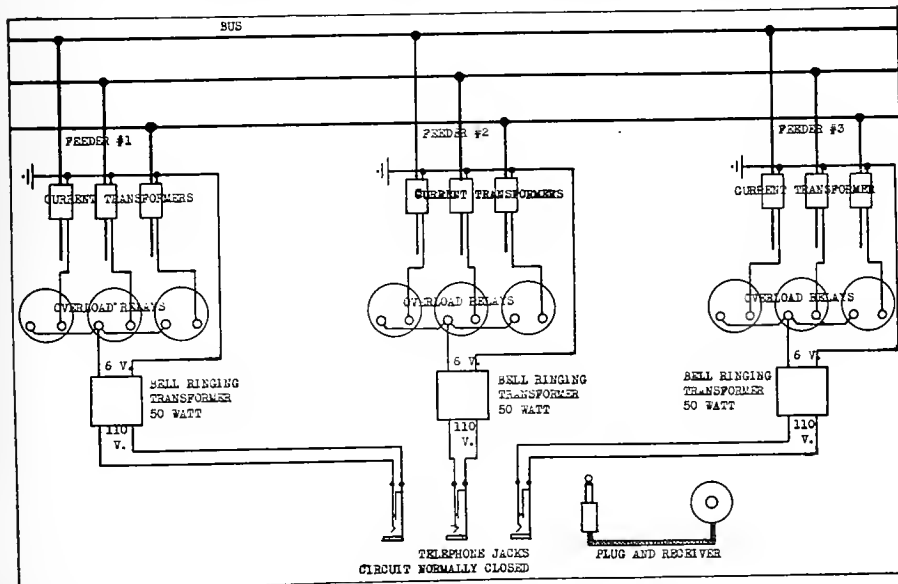 BUS
FEEDER #1
FEEDER #2
FEEDER #3
CURRENT TRANSFORMERS
CURRENT TRANSFORMERS
CURRENT TRANSFORMER
OVERLOAD RELAYS
OVERLOAD RELAYS
OVERLOAD RELAYS
6 V.
BELL RINGING
TRANSFORMER
50 WATT
110
V.
6 V.
BELL RINGING
TRANSFORMER
50 WATT
110
V.
6 V.
BELL RINGING
TRANSFORMER
50 WATT
110
V.
TELEPHONE JACKS
CIRCUIT NORMALLY CLOSED
PLUG AND RECEIVER